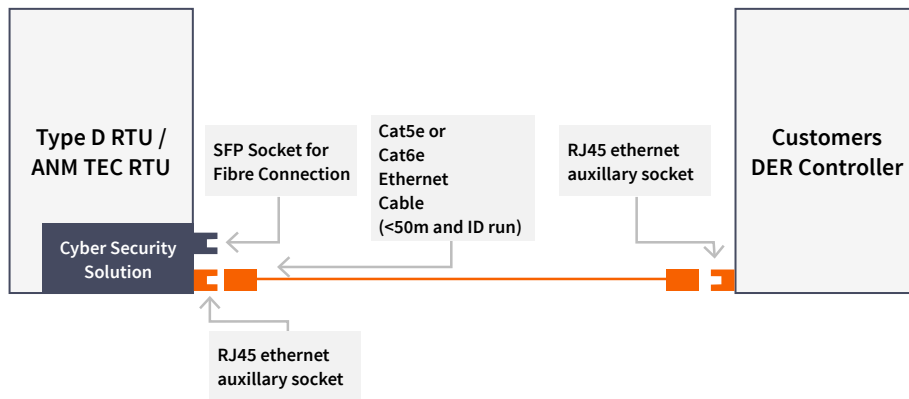 Type D RTU /
ANM TEC RTU
Cyber Security
Solution
SFP Socket for
Fibre Connection
Cat5e or
Cat6e
Ethernet
Cable
(<50m and ID run)
RJ45 ethernet
auxillary socket
Customers
DER Controller
RJ45 ethernet
auxillary socket